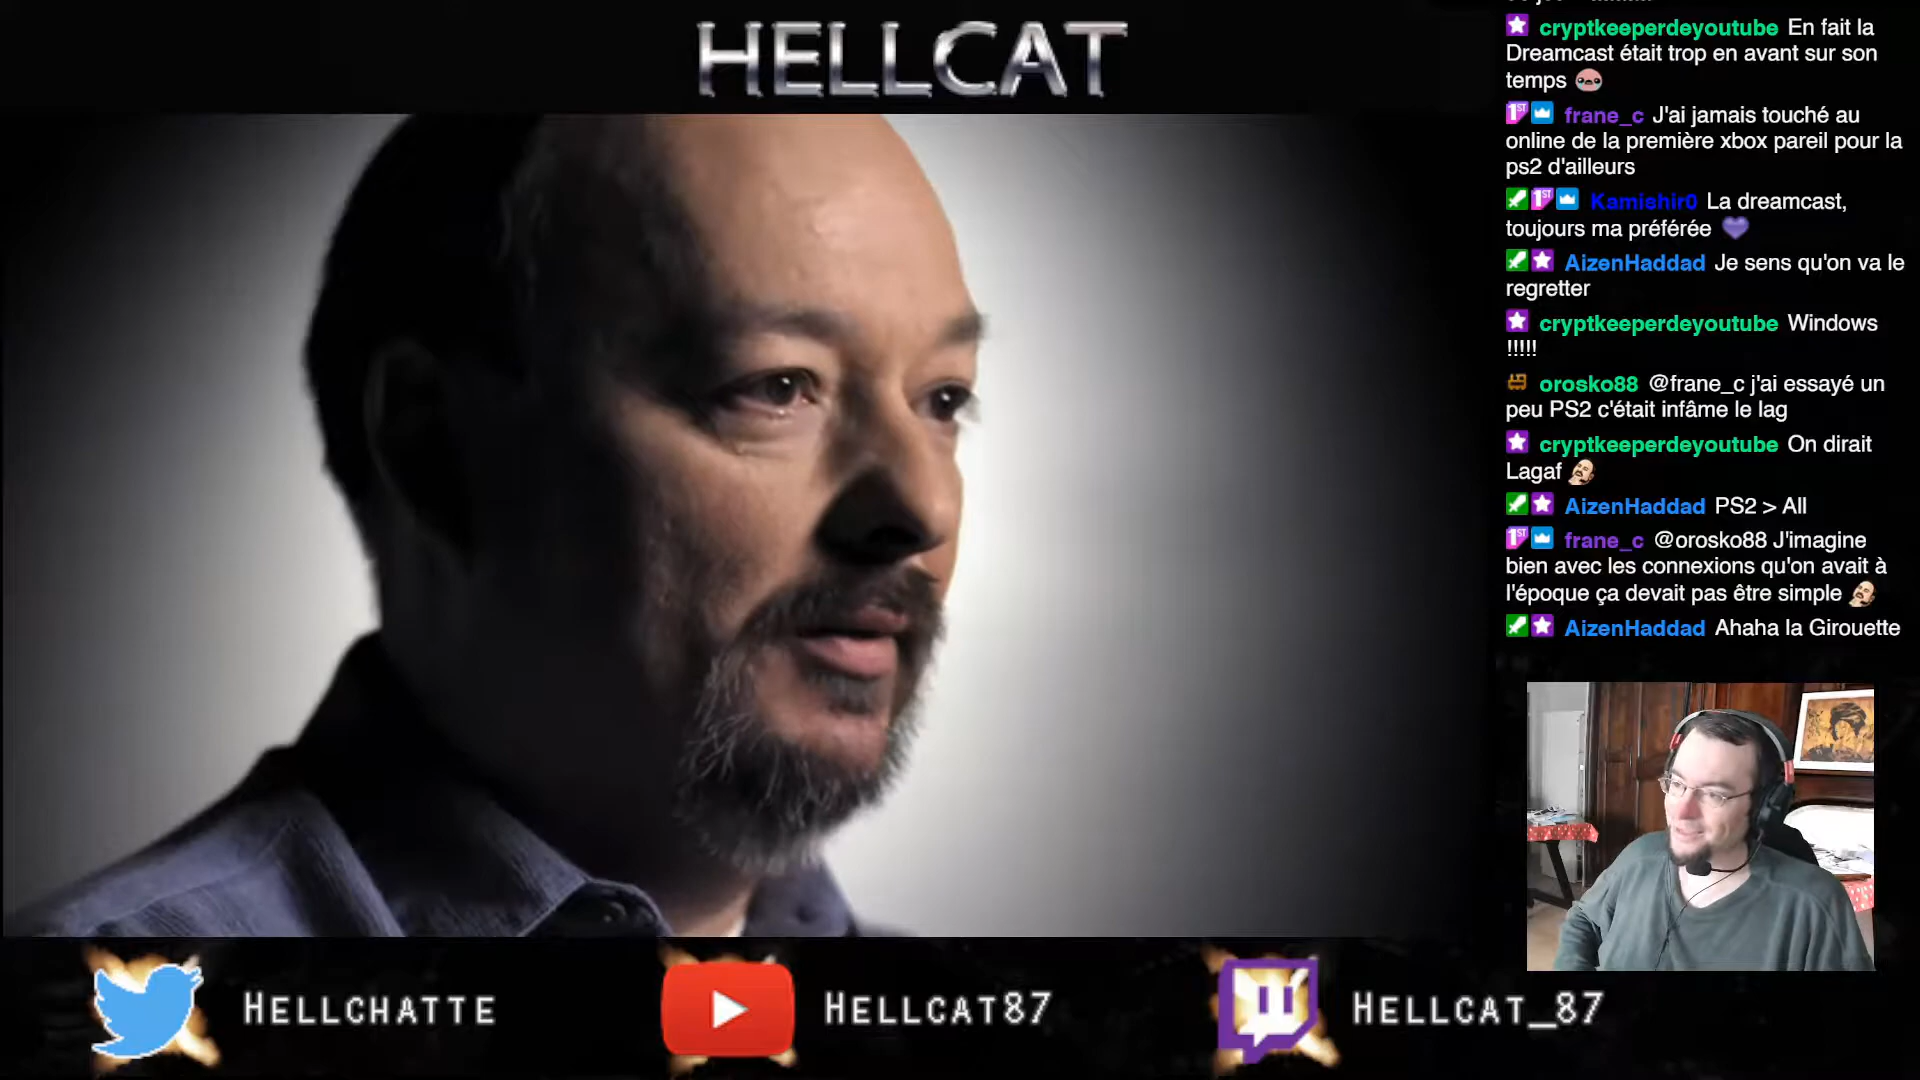 HELLCAT
cryptkeeperdeyoutube En fait la
Dreamcast était trop en avant sur son
temps
frane_c J'ai jamais touché au
online de la première xbox pareil pour la
ps2 d'ailleurs
Kamishir0 La dreamcast,
toujours ma préférée
AizenHaddad Je sens qu'on va le
regretter
cryptkeeperdeyoutube Windows
!!!!!
orosko88 @frane_c j'ai essayé un
peu PS2 c'était infâme le lag
cryptkeeperdeyoutube On dirait
Lagaf
AizenHaddad PS2 > All
frane_c @orosko88 J'imagine
bien avec les connexions qu'on avait à
l'époque ça devait pas être simple
AizenHaddad Ahaha la Girouette
HELLCHATTE
HELLCAT87
HELLCAT_87